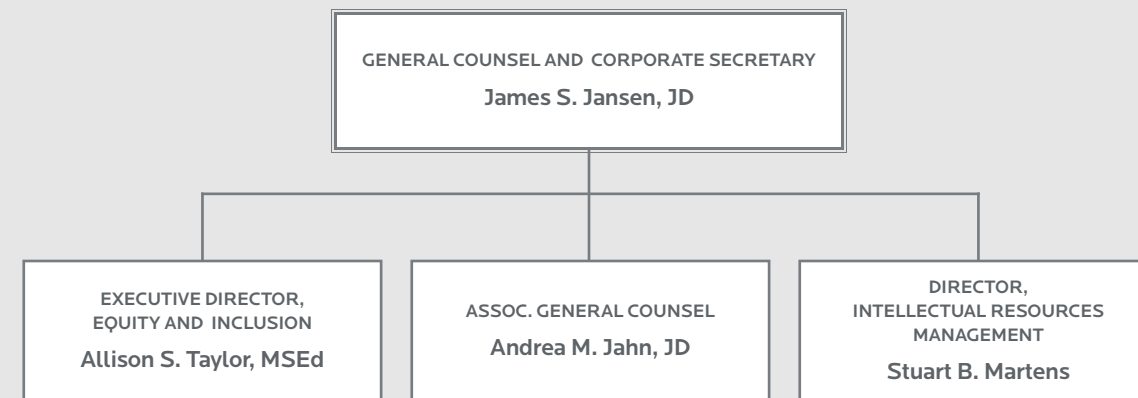 GENERAL COUNSEL AND CORPORATE SECRETARY
James S. Jansen, JD
EXECUTIVE DIRECTOR,
EQUITY AND INCLUSION
Allison S. Taylor, MSEd
ASSOC. GENERAL COUNSEL
Andrea M. Jahn, JD
DIRECTOR,
INTELLECTUAL RESOURCES
MANAGEMENT
Stuart B. Martens